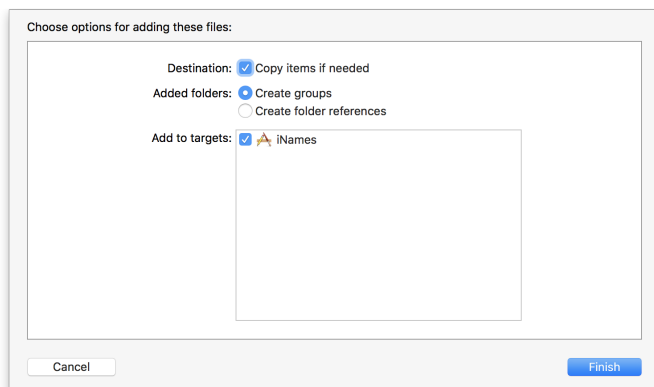 Choose options for adding these files:
Destination: Copy items if needed
Added folders: Create groups
Create folder references
Add to targets: iNames
Cancel Finish